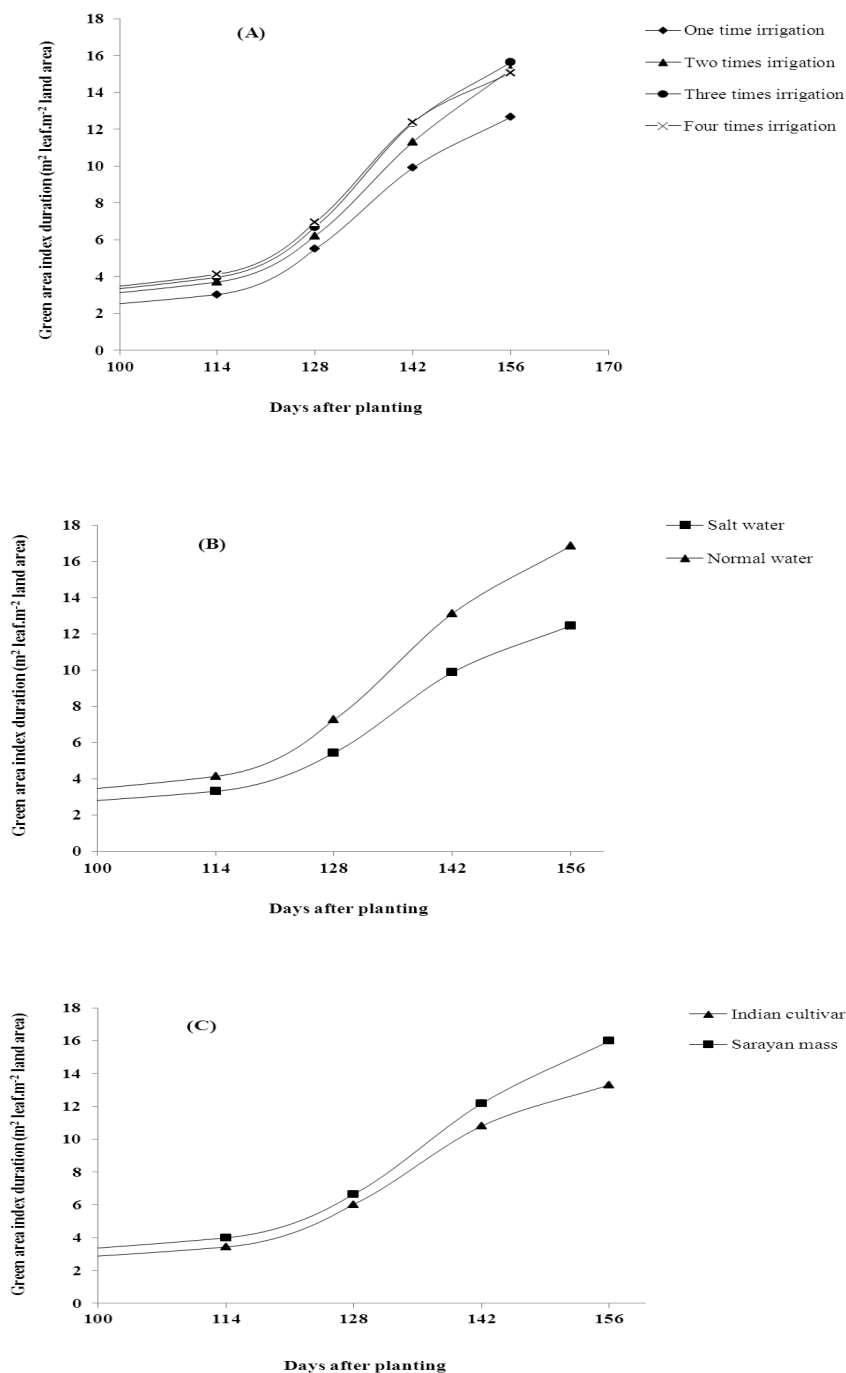 (A)
One time irrigation
Two times irrigation
Three times irrigation
Four times irrigation
Green area index duration (m² leaf.m⁻² land area)
18
16
14
12
10
8
6
4
2
0
100 114 128 142 156 170
Days after planting
(B)
Salt water
Normal water
Green area index duration (m² leaf.m⁻² land area)
18
16
14
12
10
8
6
4
2
0
100 114 128 142 156
Days after planting
(C)
Indian cultivar
Sarayan mass
Green area index duration (m² leaf.m⁻² land area)
18
16
14
12
10
8
6
4
2
0
100 114 128 142 156
Days after planting